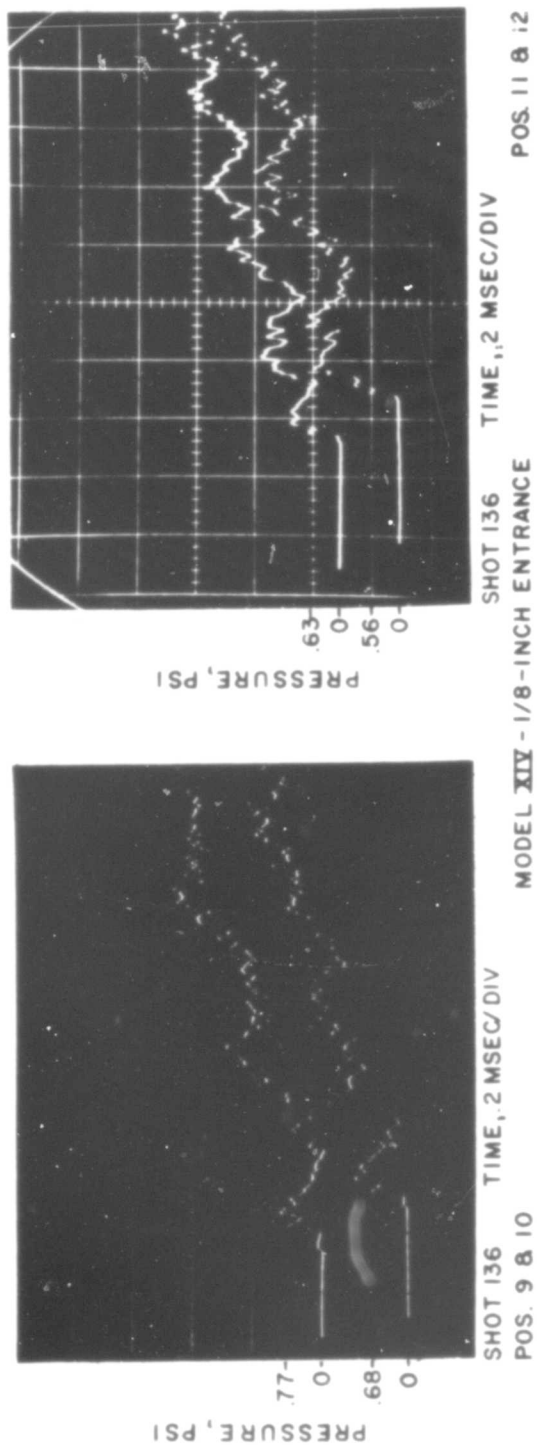 PRESSURE, PSI
.77
0
.68
0
SHOT 136 TIME, .2 MSEC/DIV
POS. 9 & 10
PRESSURE, PSI
.63
0
.56
0
SHOT 136 TIME, .2 MSEC/DIV
POS. 11 & 12
MODEL XIV - 1/8-INCH ENTRANCE